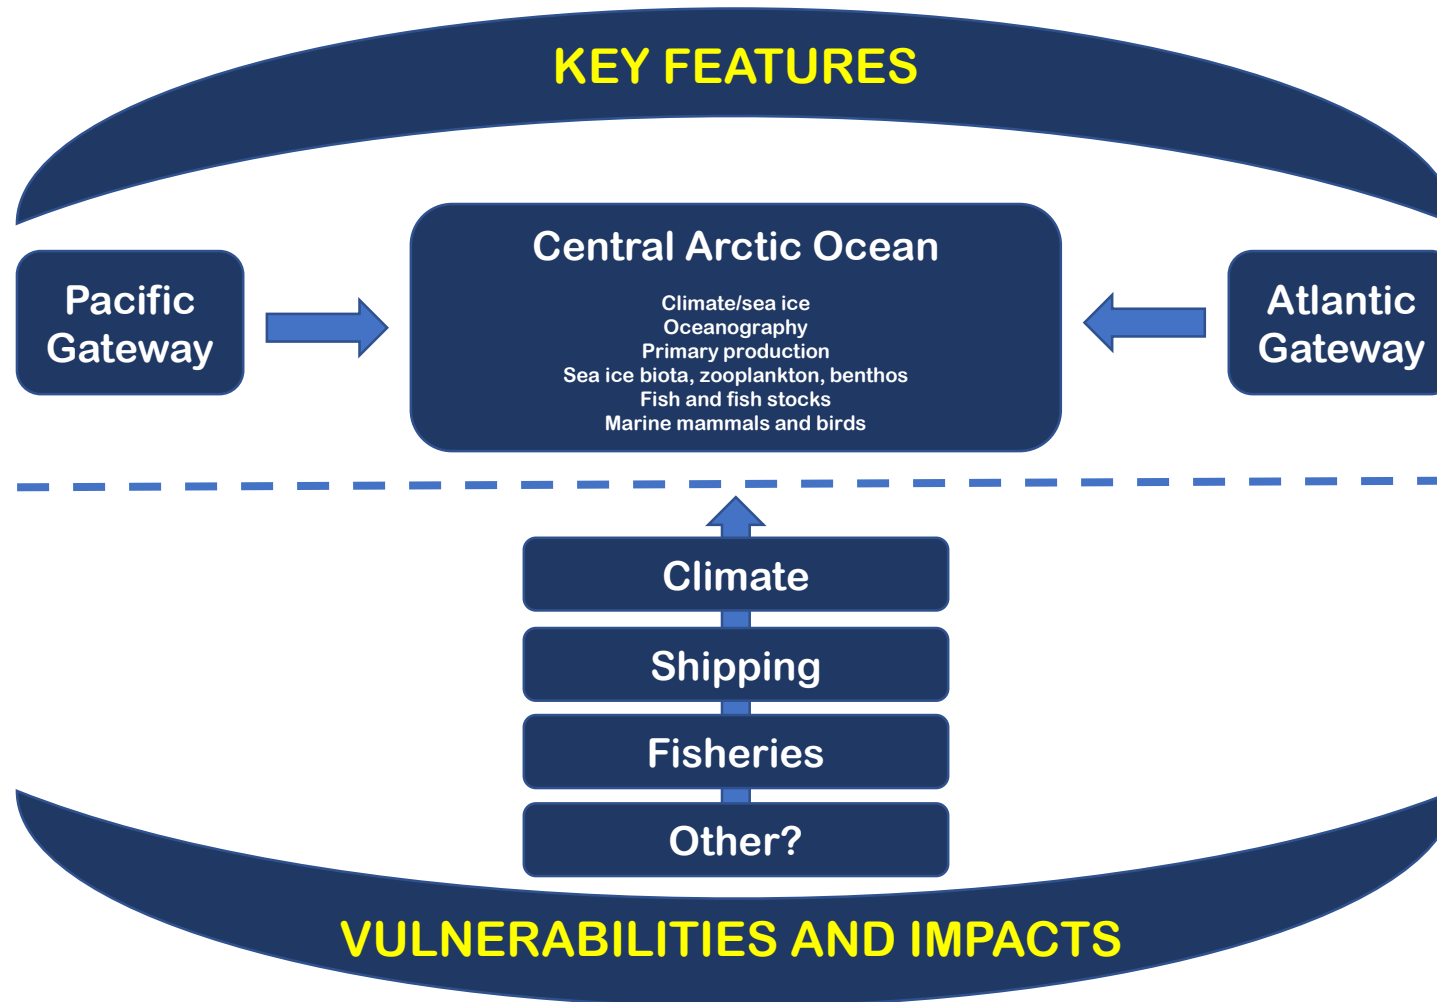 KEY FEATURES
Pacific
Gateway
Central Arctic Ocean
Climate/sea ice
Oceanography
Primary production
Sea ice biota, zooplankton, benthos
Fish and fish stocks
Marine mammals and birds
Atlantic
Gateway
Climate
Shipping
Fisheries
Other?
VULNERABILITIES AND IMPACTS